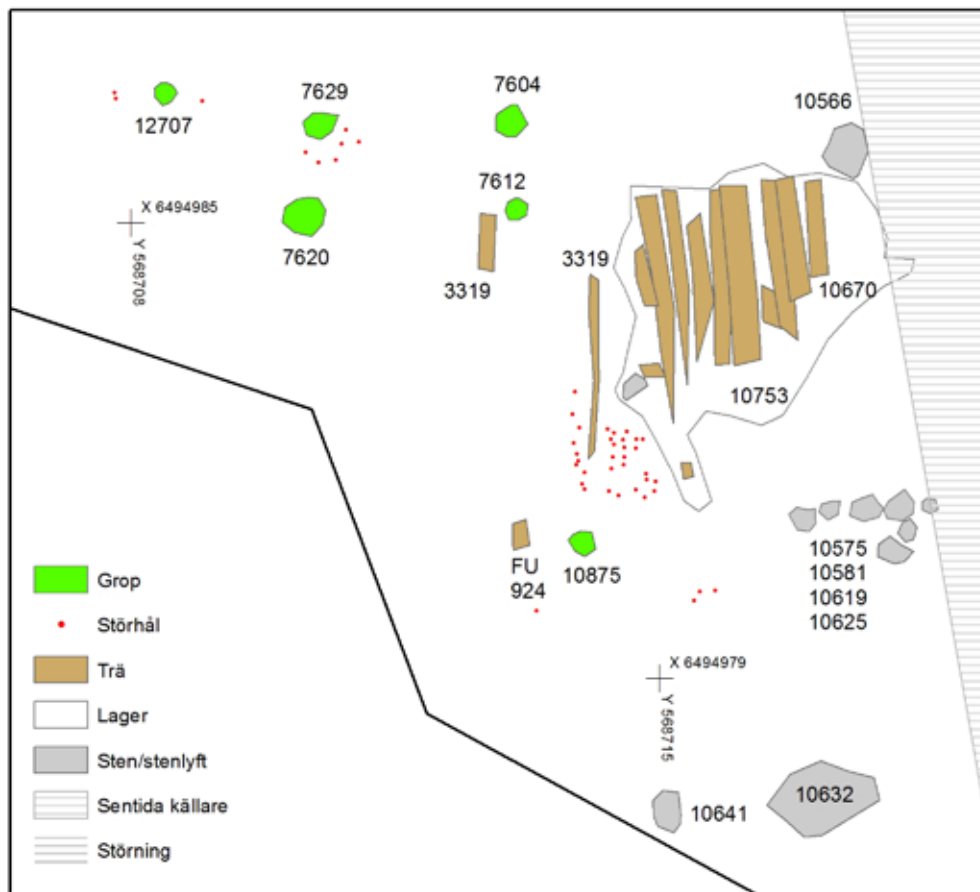 7629
7604
10566
12707
7612
X 6494985
Y 568708
7620
3319
3319
10670
10753
FU
924
10875
10575
10581
10619
10625
X 6494979
Y 568715
10641
10632
Grop
Störhål
Trä
Lager
Sten/stenlyft
Sentida källare
Störning